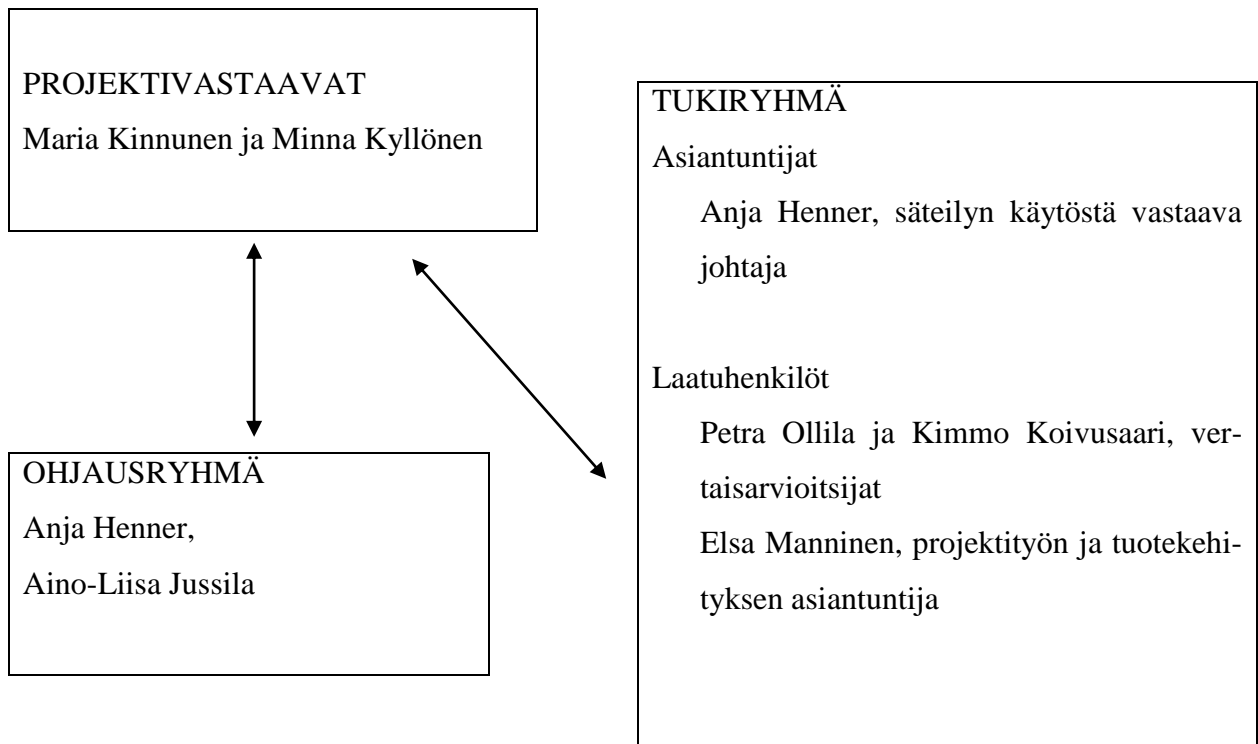 PROJEKTIVASTAAVAT
Maria Kinnunen ja Minna Kyllönen
OHJAUSRYHMÄ
Anja Henner,
Aino-Liisa Jussila
TUKIRYHMÄ
Asiantuntijat
Anja Henner, säteilyn käytöstä vastaava
johtaja
Laatuhenkilöt
Petra Ollila ja Kimmo Koivusaari, ver-
taisarvioitsijat
Elsa Manninen, projektityön ja tuotekehi-
tyksen asiantuntija